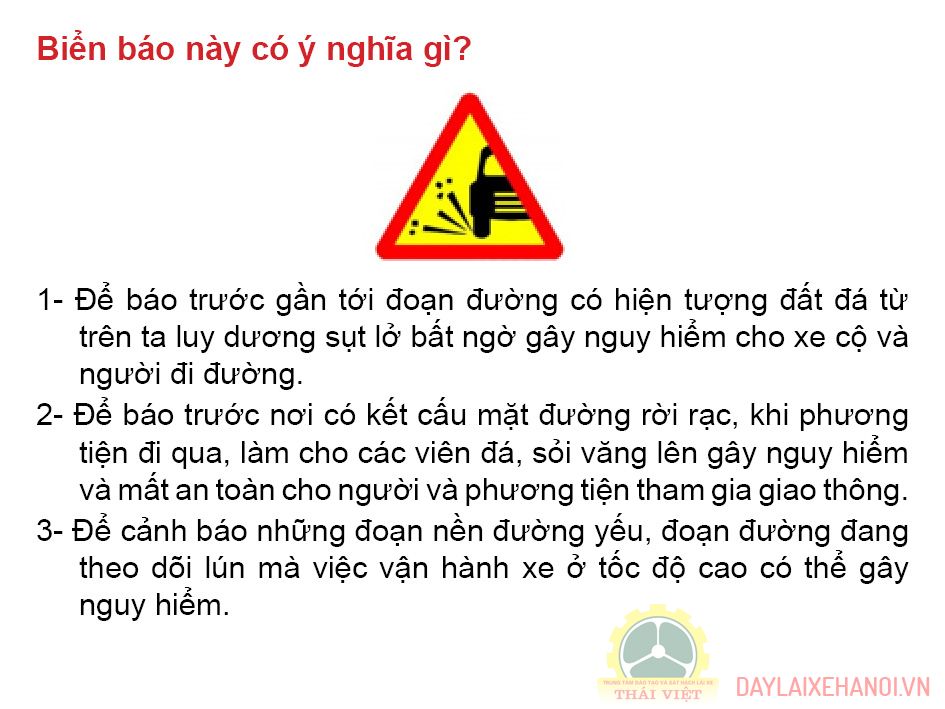 Biển báo này có ý nghĩa gì?
1- Để báo trước gần tới đoạn đường có hiện tượng đất đá từ
trên ta luy dương sụt lở bất ngờ gây nguy hiểm cho xe cộ và
người đi đường.
2- Để báo trước nơi có kết cấu mặt đường rời rạc, khi phương
tiện đi qua, làm cho các viên đá, sỏi văng lên gây nguy hiểm
và mất an toàn cho người và phương tiện tham gia giao thông.
3- Để cảnh báo những đoạn nền đường yếu, đoạn đường đang
theo dõi lún mà việc vận hành xe ở tốc độ cao có thể gây
nguy hiểm.
TRUNG TÂM ĐÀO TẠO VÀ SÁT HẠCH LÁI XE
THÁI VIỆT
DAYLAIXEHANOI.VN